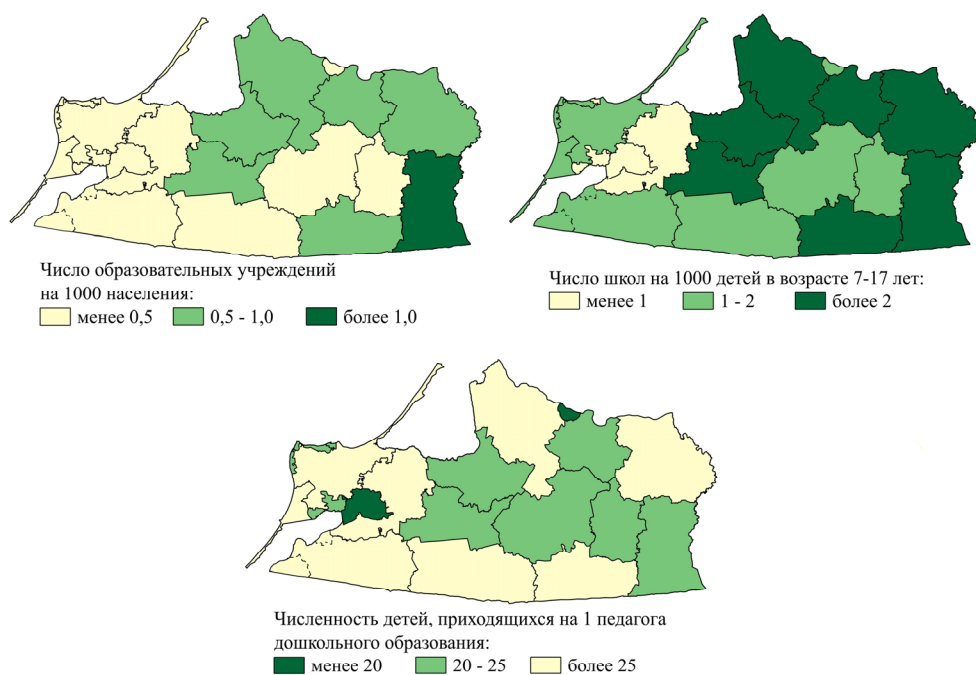 Число образовательных учреждений
на 1000 населения:
менее 0,5 0,5 - 1,0 более 1,0
Число школ на 1000 детей в возрасте 7-17 лет:
менее 1 1 - 2 более 2
Численность детей, приходящихся на 1 педагога
дошкольного образования:
менее 20 20 - 25 более 25